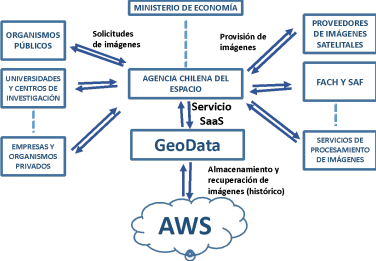 MINISTERIO DE ECONOMÍA
ORGANISMOS
PÚBLICOS
Solicitudes
de imágenes
Provisión de
imágenes
PROVEEDORES
DE IMÁGENES
SATELITALES
UNIVERSIDADES
Y CENTROS DE
INVESTIGACIÓN
AGENCIA CHILENA DEL
ESPACIO
FACH Y SAF
Servicio
SaaS
EMPRESAS Y
ORGANISMOS
PRIVADOS
GeoData
SERVICIOS DE
PROCESAMIENTO
DE IMÁGENES
Almacenamiento y
recuperación de
imágenes (histórico)
AWS